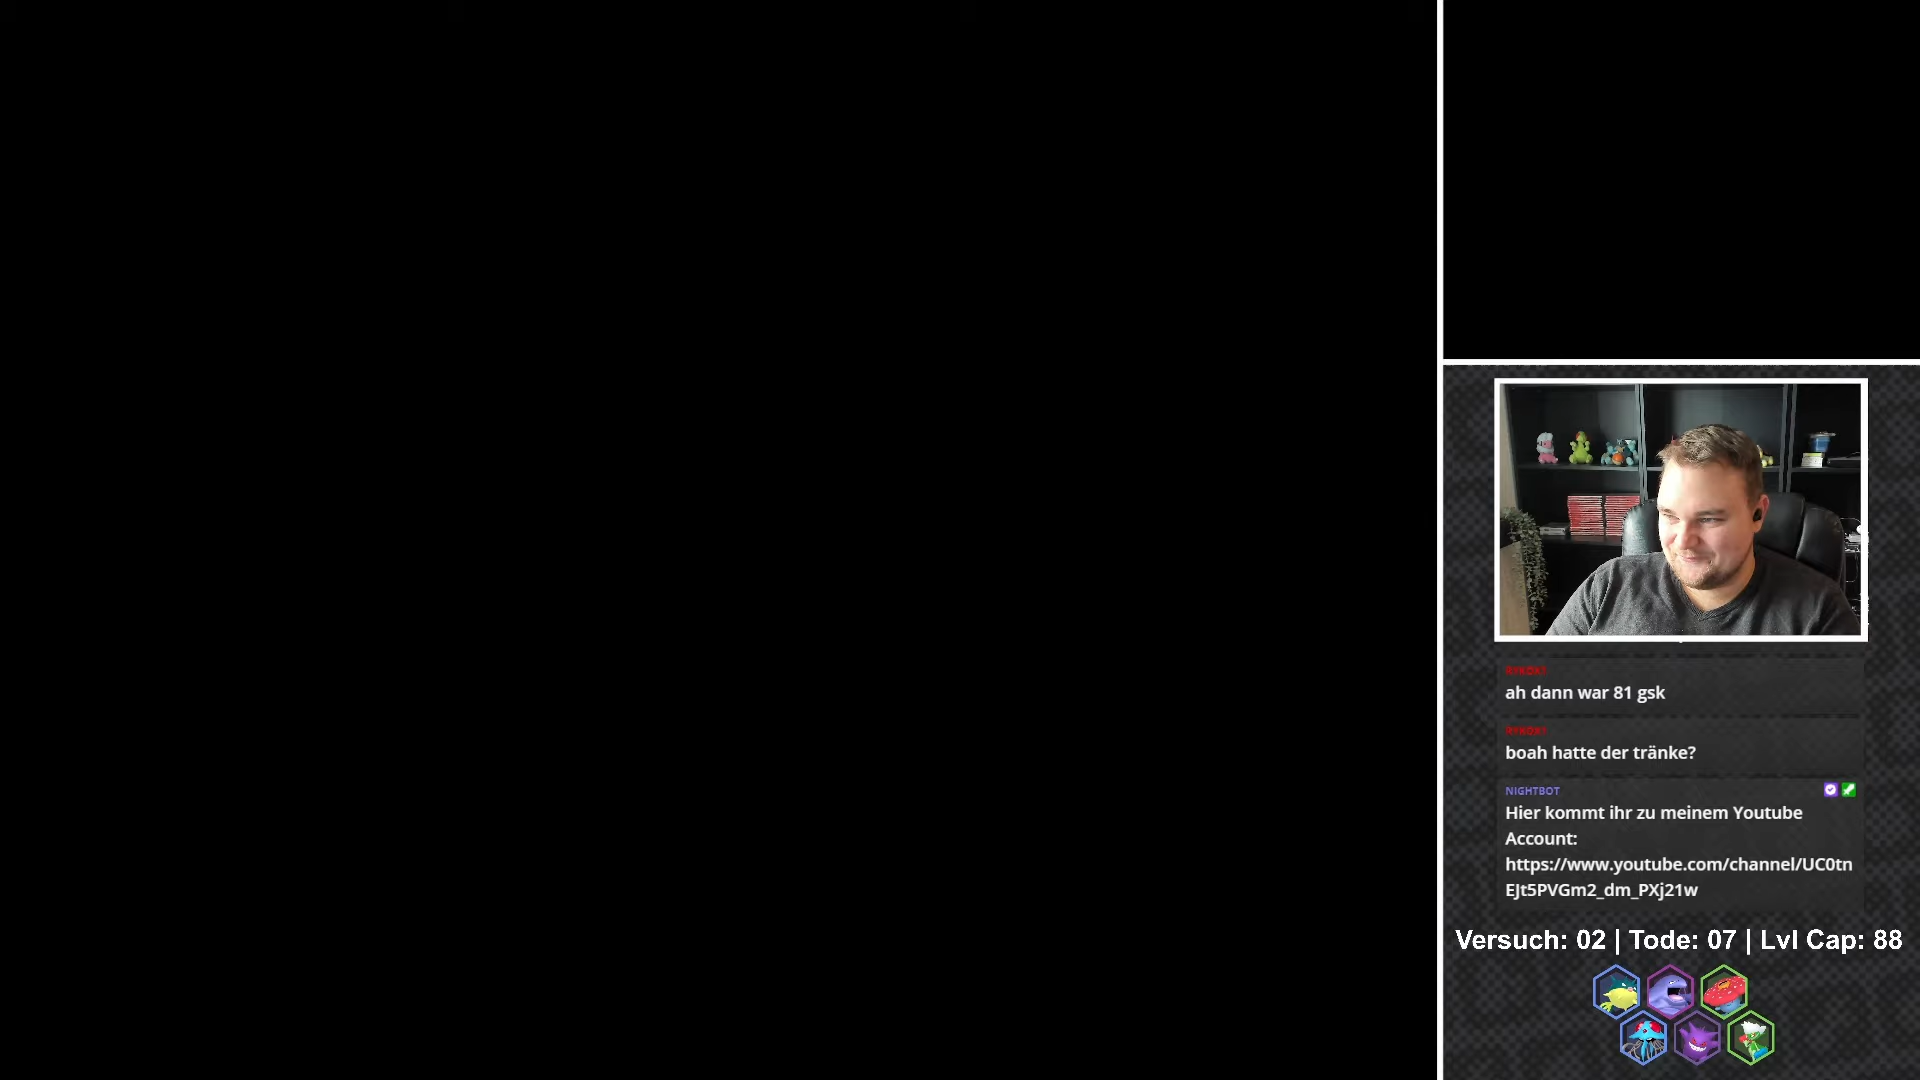 ah dann war 81 gsk
boah hatte der tränke?
NIGHTBOT
Hier kommt ihr zu meinem Youtube
Account:
https://www.youtube.com/channel/UC0tn
EJt5PVGm2_dm_PXj21w
Versuch: 02 | Tode: 07 | Lvl Cap: 88